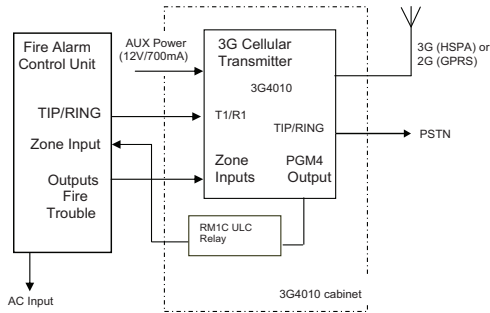 Fire Alarm
Control Unit
TIP/RING
Zone Input
Outputs
Fire
Trouble
AC Input
AUX Power
(12V/700mA)
3G Cellular
Transmitter
3G4010
T1/R1
TIP/RING
Zone
Inputs
PGM4
Output
RM1C ULC
Relay
3G4010 cabinet
3G (HSPA) or
2G (GPRS)
PSTN